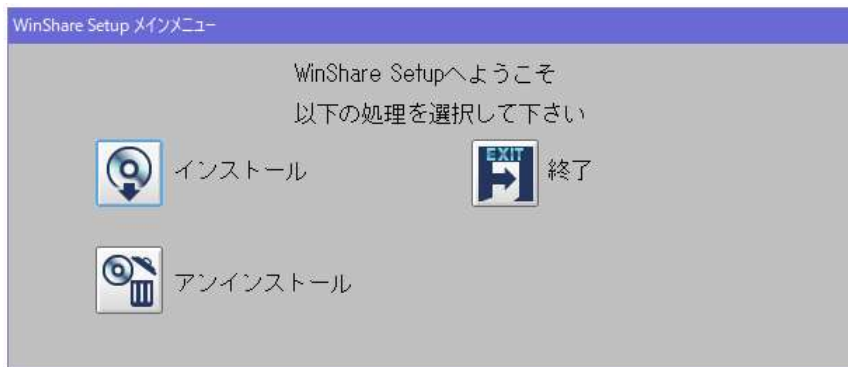 WinShare Setup メインメニュー
WinShare Setupへようこそ
以下の処理を選択して下さい
インストール
EXIT 終了
アンインストール